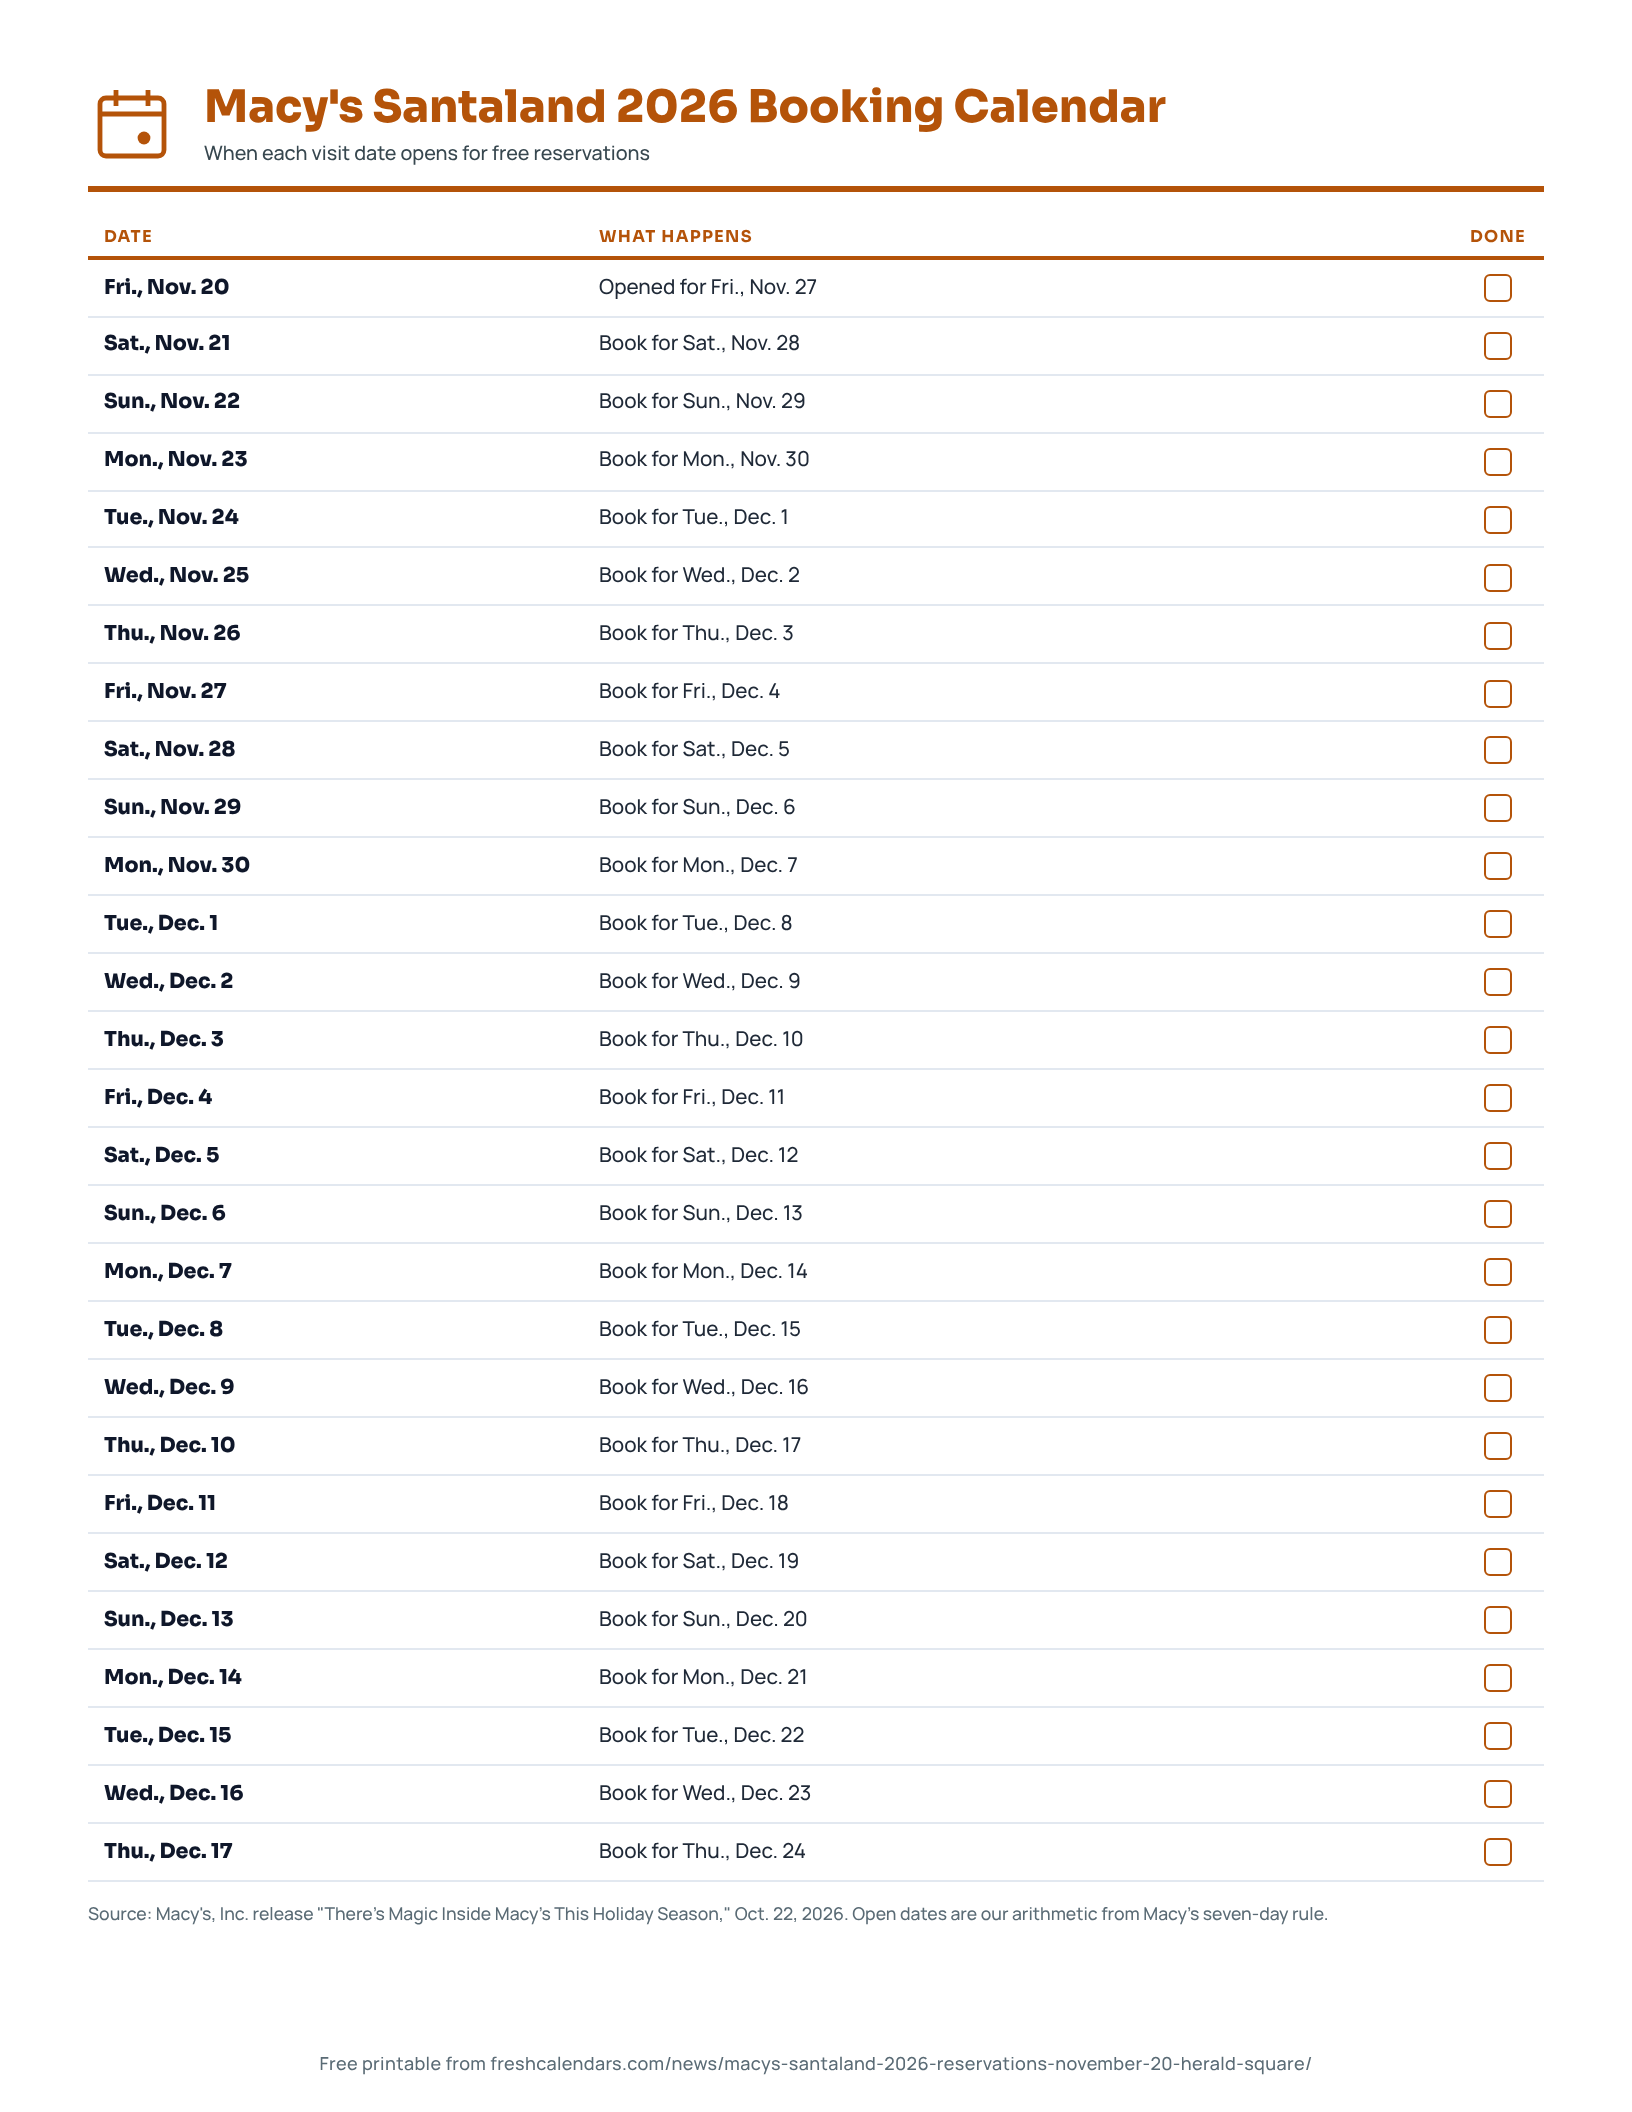 Macy's Santaland 2026 Booking Calendar
When each visit date opens for free reservations
DATE WHAT HAPPENS DONE
Fri., Nov. 20 Opened for Fri., Nov. 27
Sat., Nov. 21 Book for Sat., Nov. 28
Sun., Nov. 22 Book for Sun., Nov. 29
Mon., Nov. 23 Book for Mon., Nov. 30
Tue., Nov. 24 Book for Tue., Dec. 1
Wed., Nov. 25 Book for Wed., Dec. 2
Thu., Nov. 26 Book for Thu., Dec. 3
Fri., Nov. 27 Book for Fri., Dec. 4
Sat., Nov. 28 Book for Sat., Dec. 5
Sun., Nov. 29 Book for Sun., Dec. 6
Mon., Nov. 30 Book for Mon., Dec. 7
Tue., Dec. 1 Book for Tue., Dec. 8
Wed., Dec. 2 Book for Wed., Dec. 9
Thu., Dec. 3 Book for Thu., Dec. 10
Fri., Dec. 4 Book for Fri., Dec. 11
Sat., Dec. 5 Book for Sat., Dec. 12
Sun., Dec. 6 Book for Sun., Dec. 13
Mon., Dec. 7 Book for Mon., Dec. 14
Tue., Dec. 8 Book for Tue., Dec. 15
Wed., Dec. 9 Book for Wed., Dec. 16
Thu., Dec. 10 Book for Thu., Dec. 17
Fri., Dec. 11 Book for Fri., Dec. 18
Sat., Dec. 12 Book for Sat., Dec. 19
Sun., Dec. 13 Book for Sun., Dec. 20
Mon., Dec. 14 Book for Mon., Dec. 21
Tue., Dec. 15 Book for Tue., Dec. 22
Wed., Dec. 16 Book for Wed., Dec. 23
Thu., Dec. 17 Book for Thu., Dec. 24
Source: Macy's, Inc. release "There's Magic Inside Macy's This Holiday Season," Oct. 22, 2026. Open dates are our arithmetic from Macy's seven-day rule.
Free printable from freshcalendars.com/news/macys-santaland-2026-reservations-november-20-herald-square/